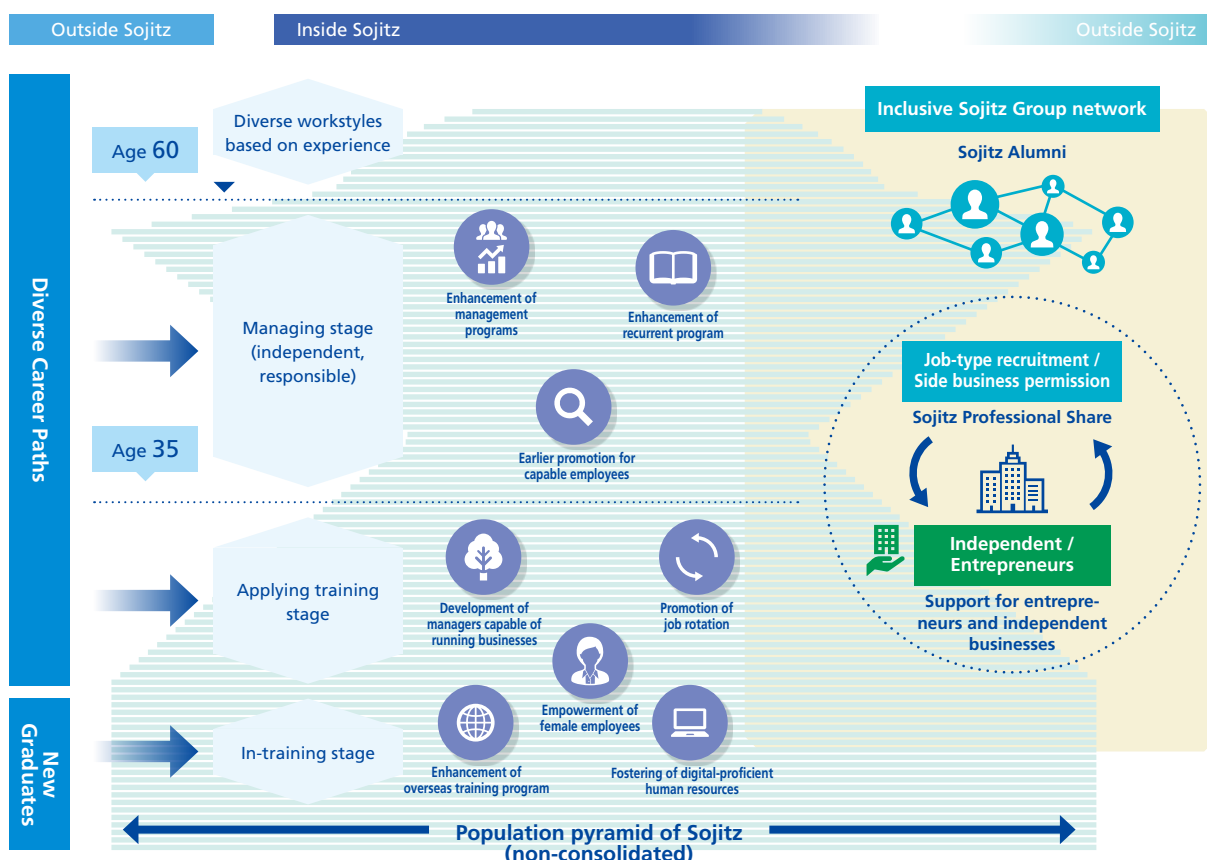 Outside Sojitz
Inside Sojitz
Outside Sojitz
Diverse Career Paths
New
Graduates
Age 60
Age 35
Diverse workstyles
based on experience
Managing stage
(independent,
responsible)
Applying training
stage
In-training stage
Enhancement of
management
programs
Enhancement of
recurrent program
Earlier promotion for
capable employees
Development of
managers capable of
running businesses
Promotion of
job rotation
Empowerment of
female employees
Enhancement of
overseas training program
Fostering of digital-proficient
human resources
Inclusive Sojitz Group network
Sojitz Alumni
Job-type recruitment /
Side business permission
Sojitz Professional Share
Independent /
Entrepreneurs
Support for entrepre-
neurs and independent
businesses
Population pyramid of Sojitz
(non-consolidated)